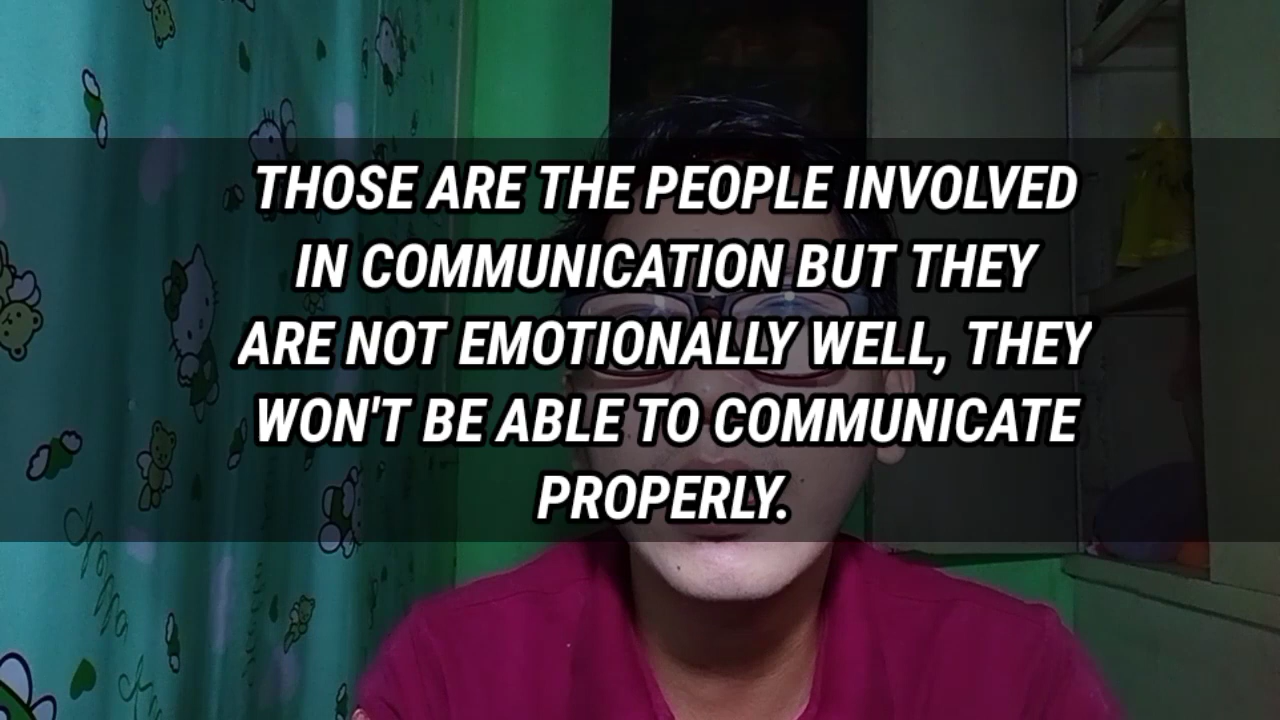 THOSE ARE THE PEOPLE INVOLVED
IN COMMUNICATION BUT THEY
ARE NOT EMOTIONALLY WELL, THEY
WON'T BE ABLE TO COMMUNICATE
PROPERLY.